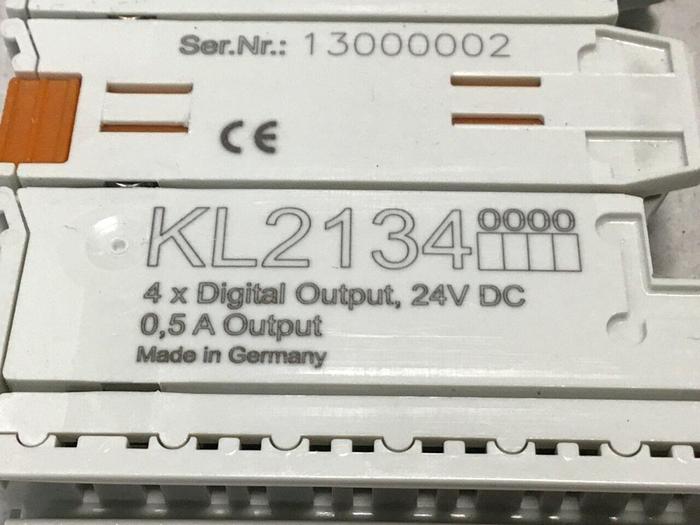 Ser.Nr.: 13000002
CE
KL2134 0000
4 x Digital Output, 24V DC
0,5 A Output
Made in Germany